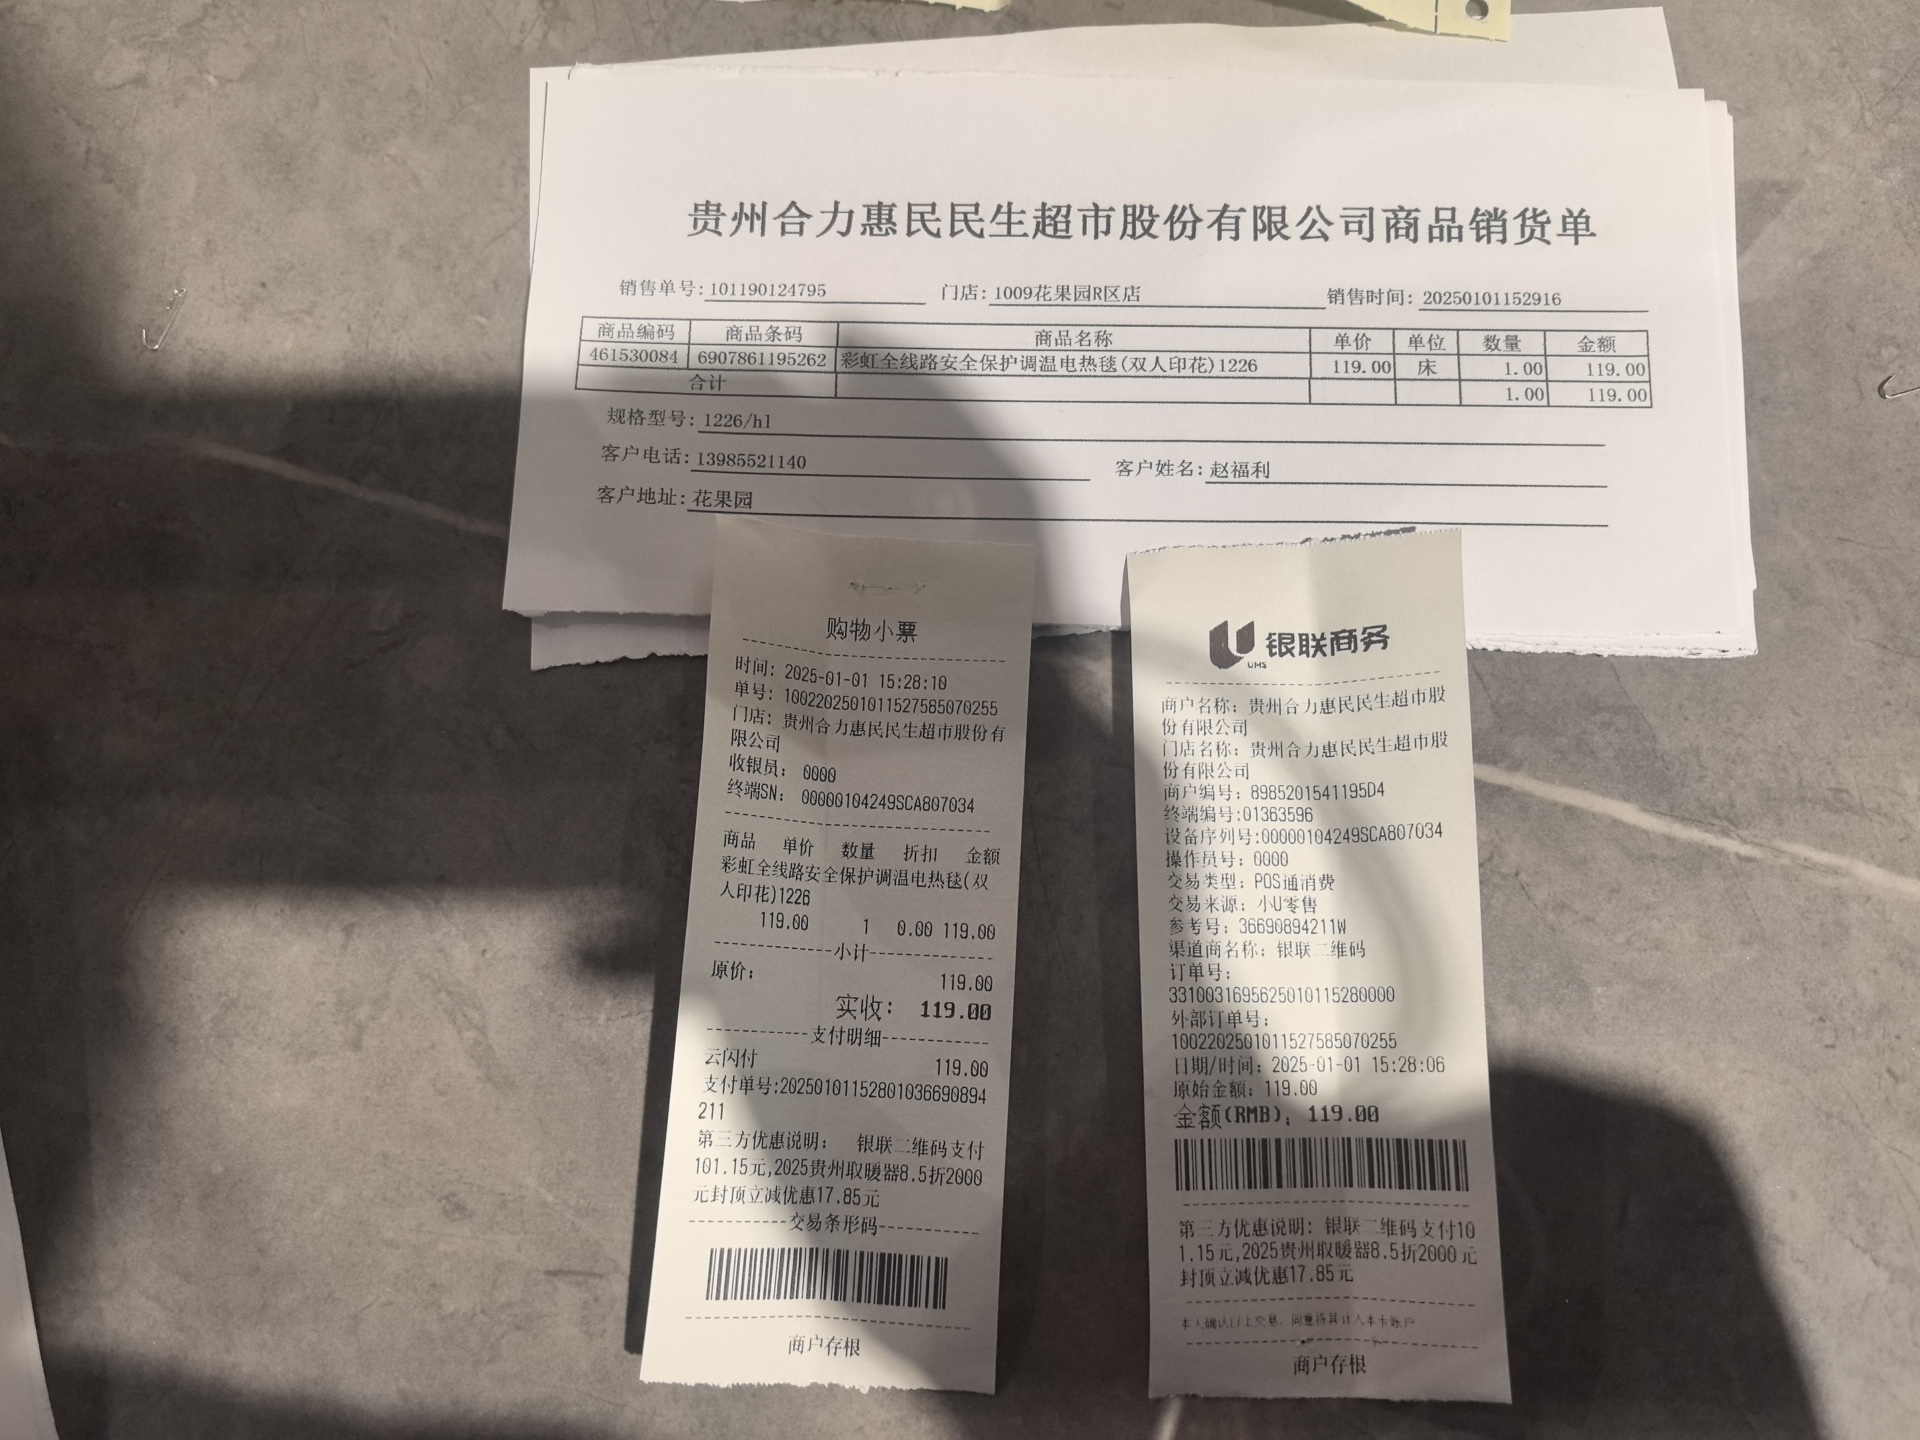 贵州合力惠民民生超市股份有限公司商品销货单
销售单号:101190124795 门店:1009花果园R区店 销售时间:20250101152916
商品编码 商品条码 商品名称 单价 单位 数量 金额
461530084 6907861195262 彩虹全线路安全保护调温电热毯(双人印花)1226 119.00 床 1.00 119.00
合计 1.00 119.00
规格型号:1226/hl
客户电话:13985521140 客户姓名:赵福利
客户地址:花果园
购物小票
时间: 2025-01-01 15:28:10
单号: 1002202501011527585070255
门店: 贵州合力惠民民生超市股份有
限公司
收银员: 0000
终端SN: 00000104249SCA807034
商品 单价 数量 折扣 金额
彩虹全线路安全保护调温电热毯(双
人印花)1226
119.00 1 0.00 119.00
小计
原价: 119.00
实收: 119.00
支付明细
云闪付 119.00
支付单号:20250101152801036690894
211
第三方优惠说明: 银联二维码支付
101.15元,2025贵州取暖器8.5折2000
元封顶立减优惠17.85元
交易条形码
商户存根
银联商务
UMS
商户名称: 贵州合力惠民民生超市股
份有限公司
门店名称: 贵州合力惠民民生超市股
份有限公司
商户编号: 8985201541195D4
终端编号:01363596
设备序列号:00000104249SCA807034
操作员号: 0000
交易类型: POS通消费
交易来源: 小U零售
参考号: 36690894211W
渠道商名称: 银联二维码
订单号:
3310031695625010115280000
外部订单号:
1002202501011527585070255
日期/时间: 2025-01-01 15:28:06
原始金额: 119.00
金额(RMB): 119.00
第三方优惠说明: 银联二维码支付10
1.15元,2025贵州取暖器8.5折2000元
封顶立减优惠17.85元
本人确认以上交易, 同意将其计入本卡账户
商户存根